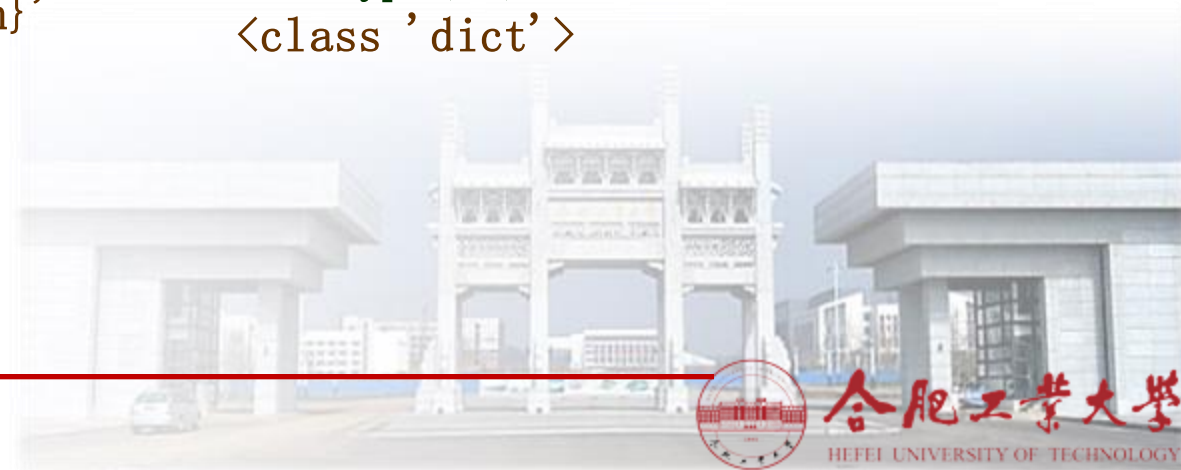 <class 'dict'>
合肥工業大學
HEFEI UNIVERSITY OF TECHNOLOGY